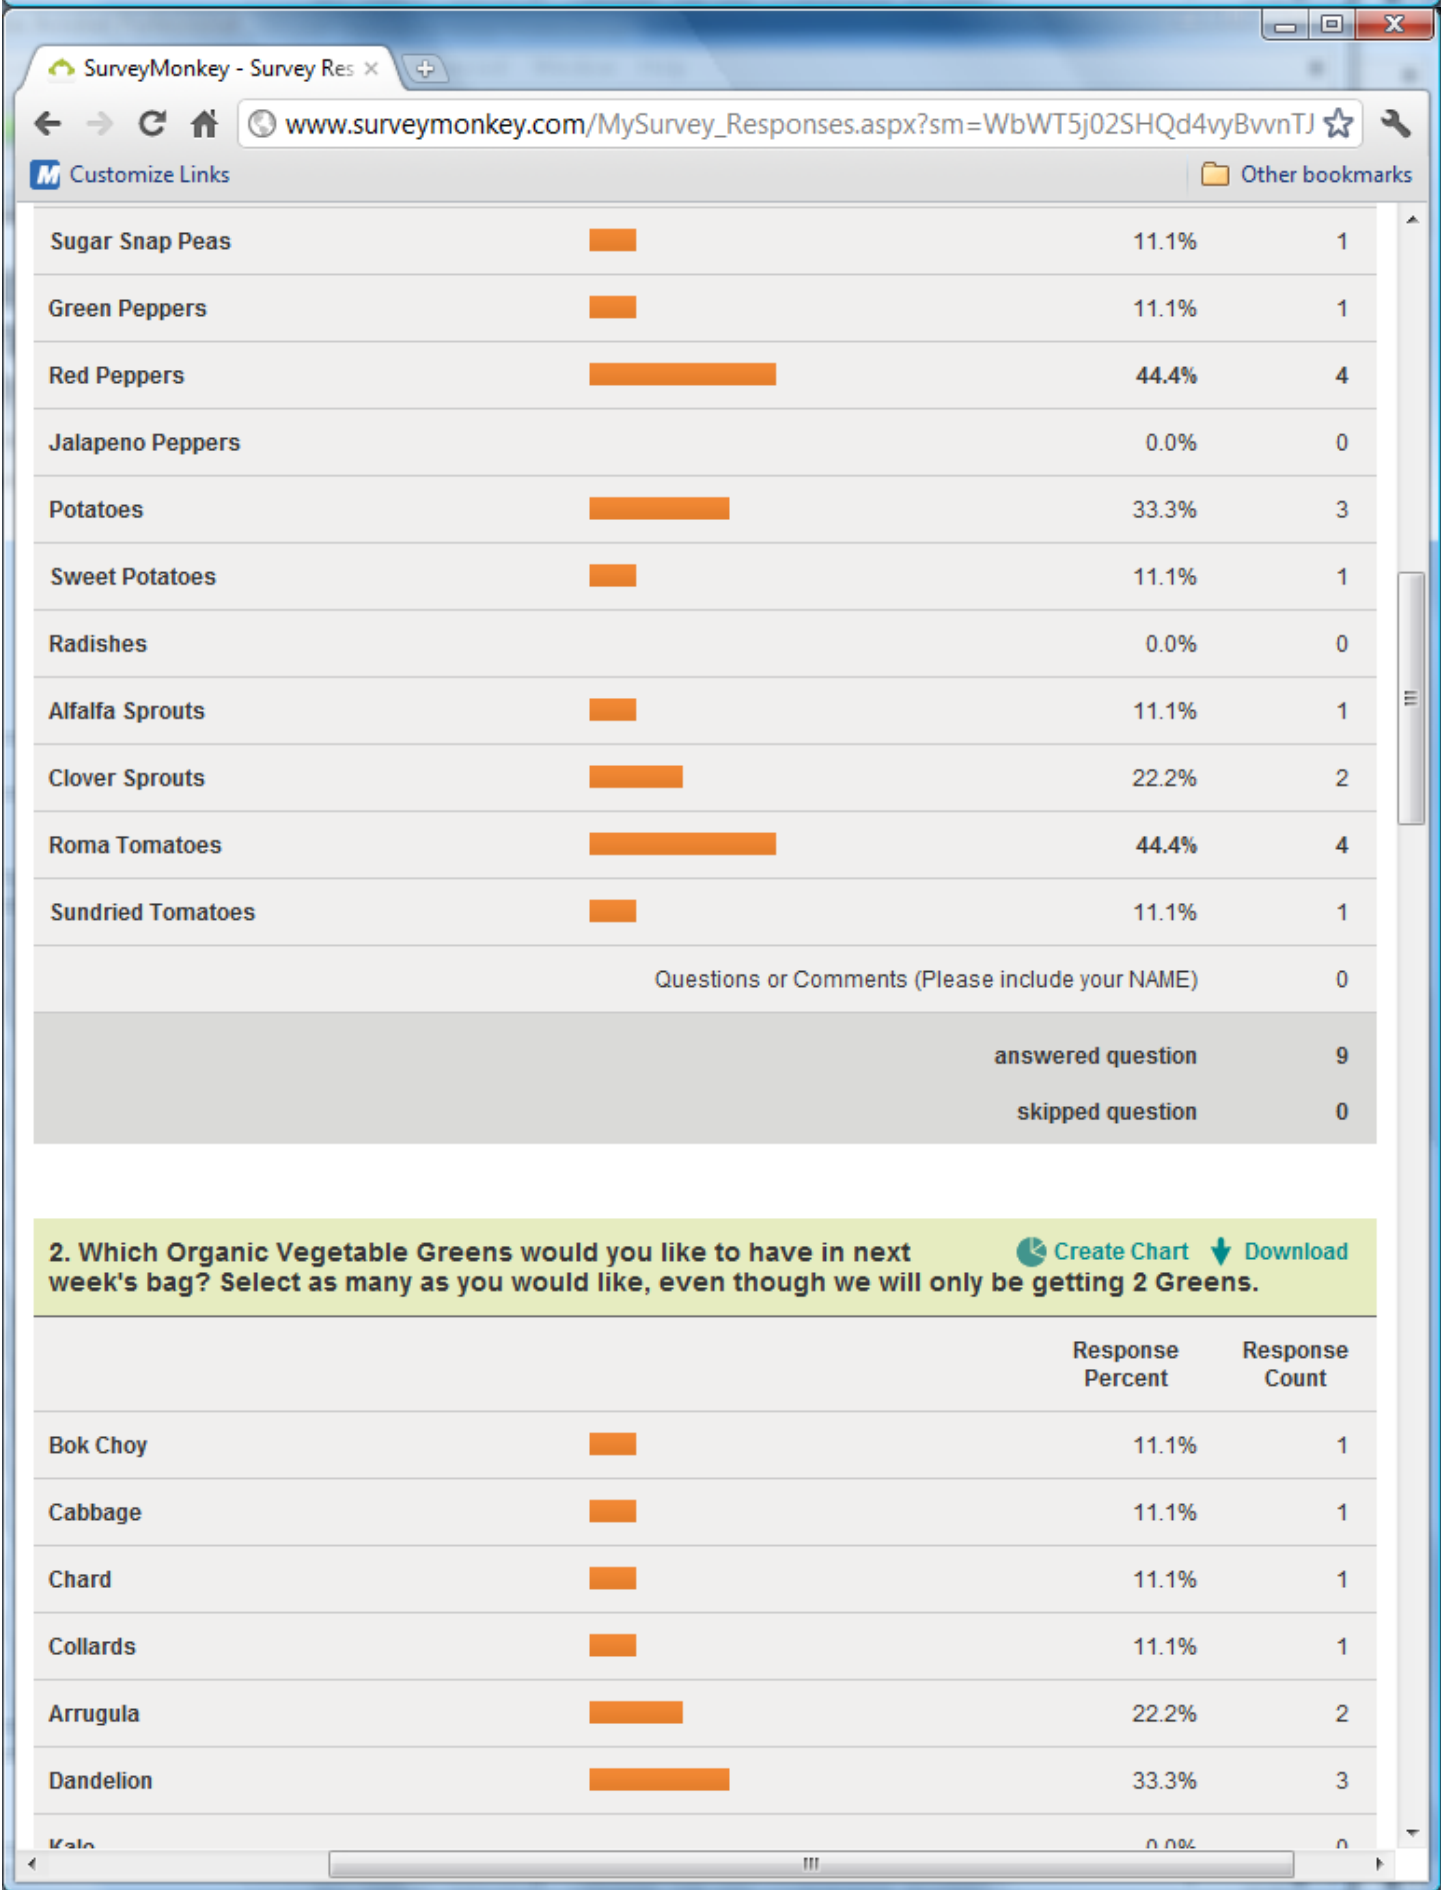 SurveyMonkey - Survey Res
www.surveymonkey.com/MySurvey_Responses.aspx?sm=WbWT5j02SHQd4vyBvvnTJ
Customize Links Other bookmarks
Sugar Snap Peas 11.1% 1
Green Peppers 11.1% 1
Red Peppers 44.4% 4
Jalapeno Peppers 0.0% 0
Potatoes 33.3% 3
Sweet Potatoes 11.1% 1
Radishes 0.0% 0
Alfalfa Sprouts 11.1% 1
Clover Sprouts 22.2% 2
Roma Tomatoes 44.4% 4
Sundried Tomatoes 11.1% 1
Questions or Comments (Please include your NAME) 0
answered question 9
skipped question 0
2. Which Organic Vegetable Greens would you like to have in next Create Chart Download
week's bag? Select as many as you would like, even though we will only be getting 2 Greens.
Response Response
Percent Count
Bok Choy 11.1% 1
Cabbage 11.1% 1
Chard 11.1% 1
Collards 11.1% 1
Arrugula 22.2% 2
Dandelion 33.3% 3
Kale 0.0% 0